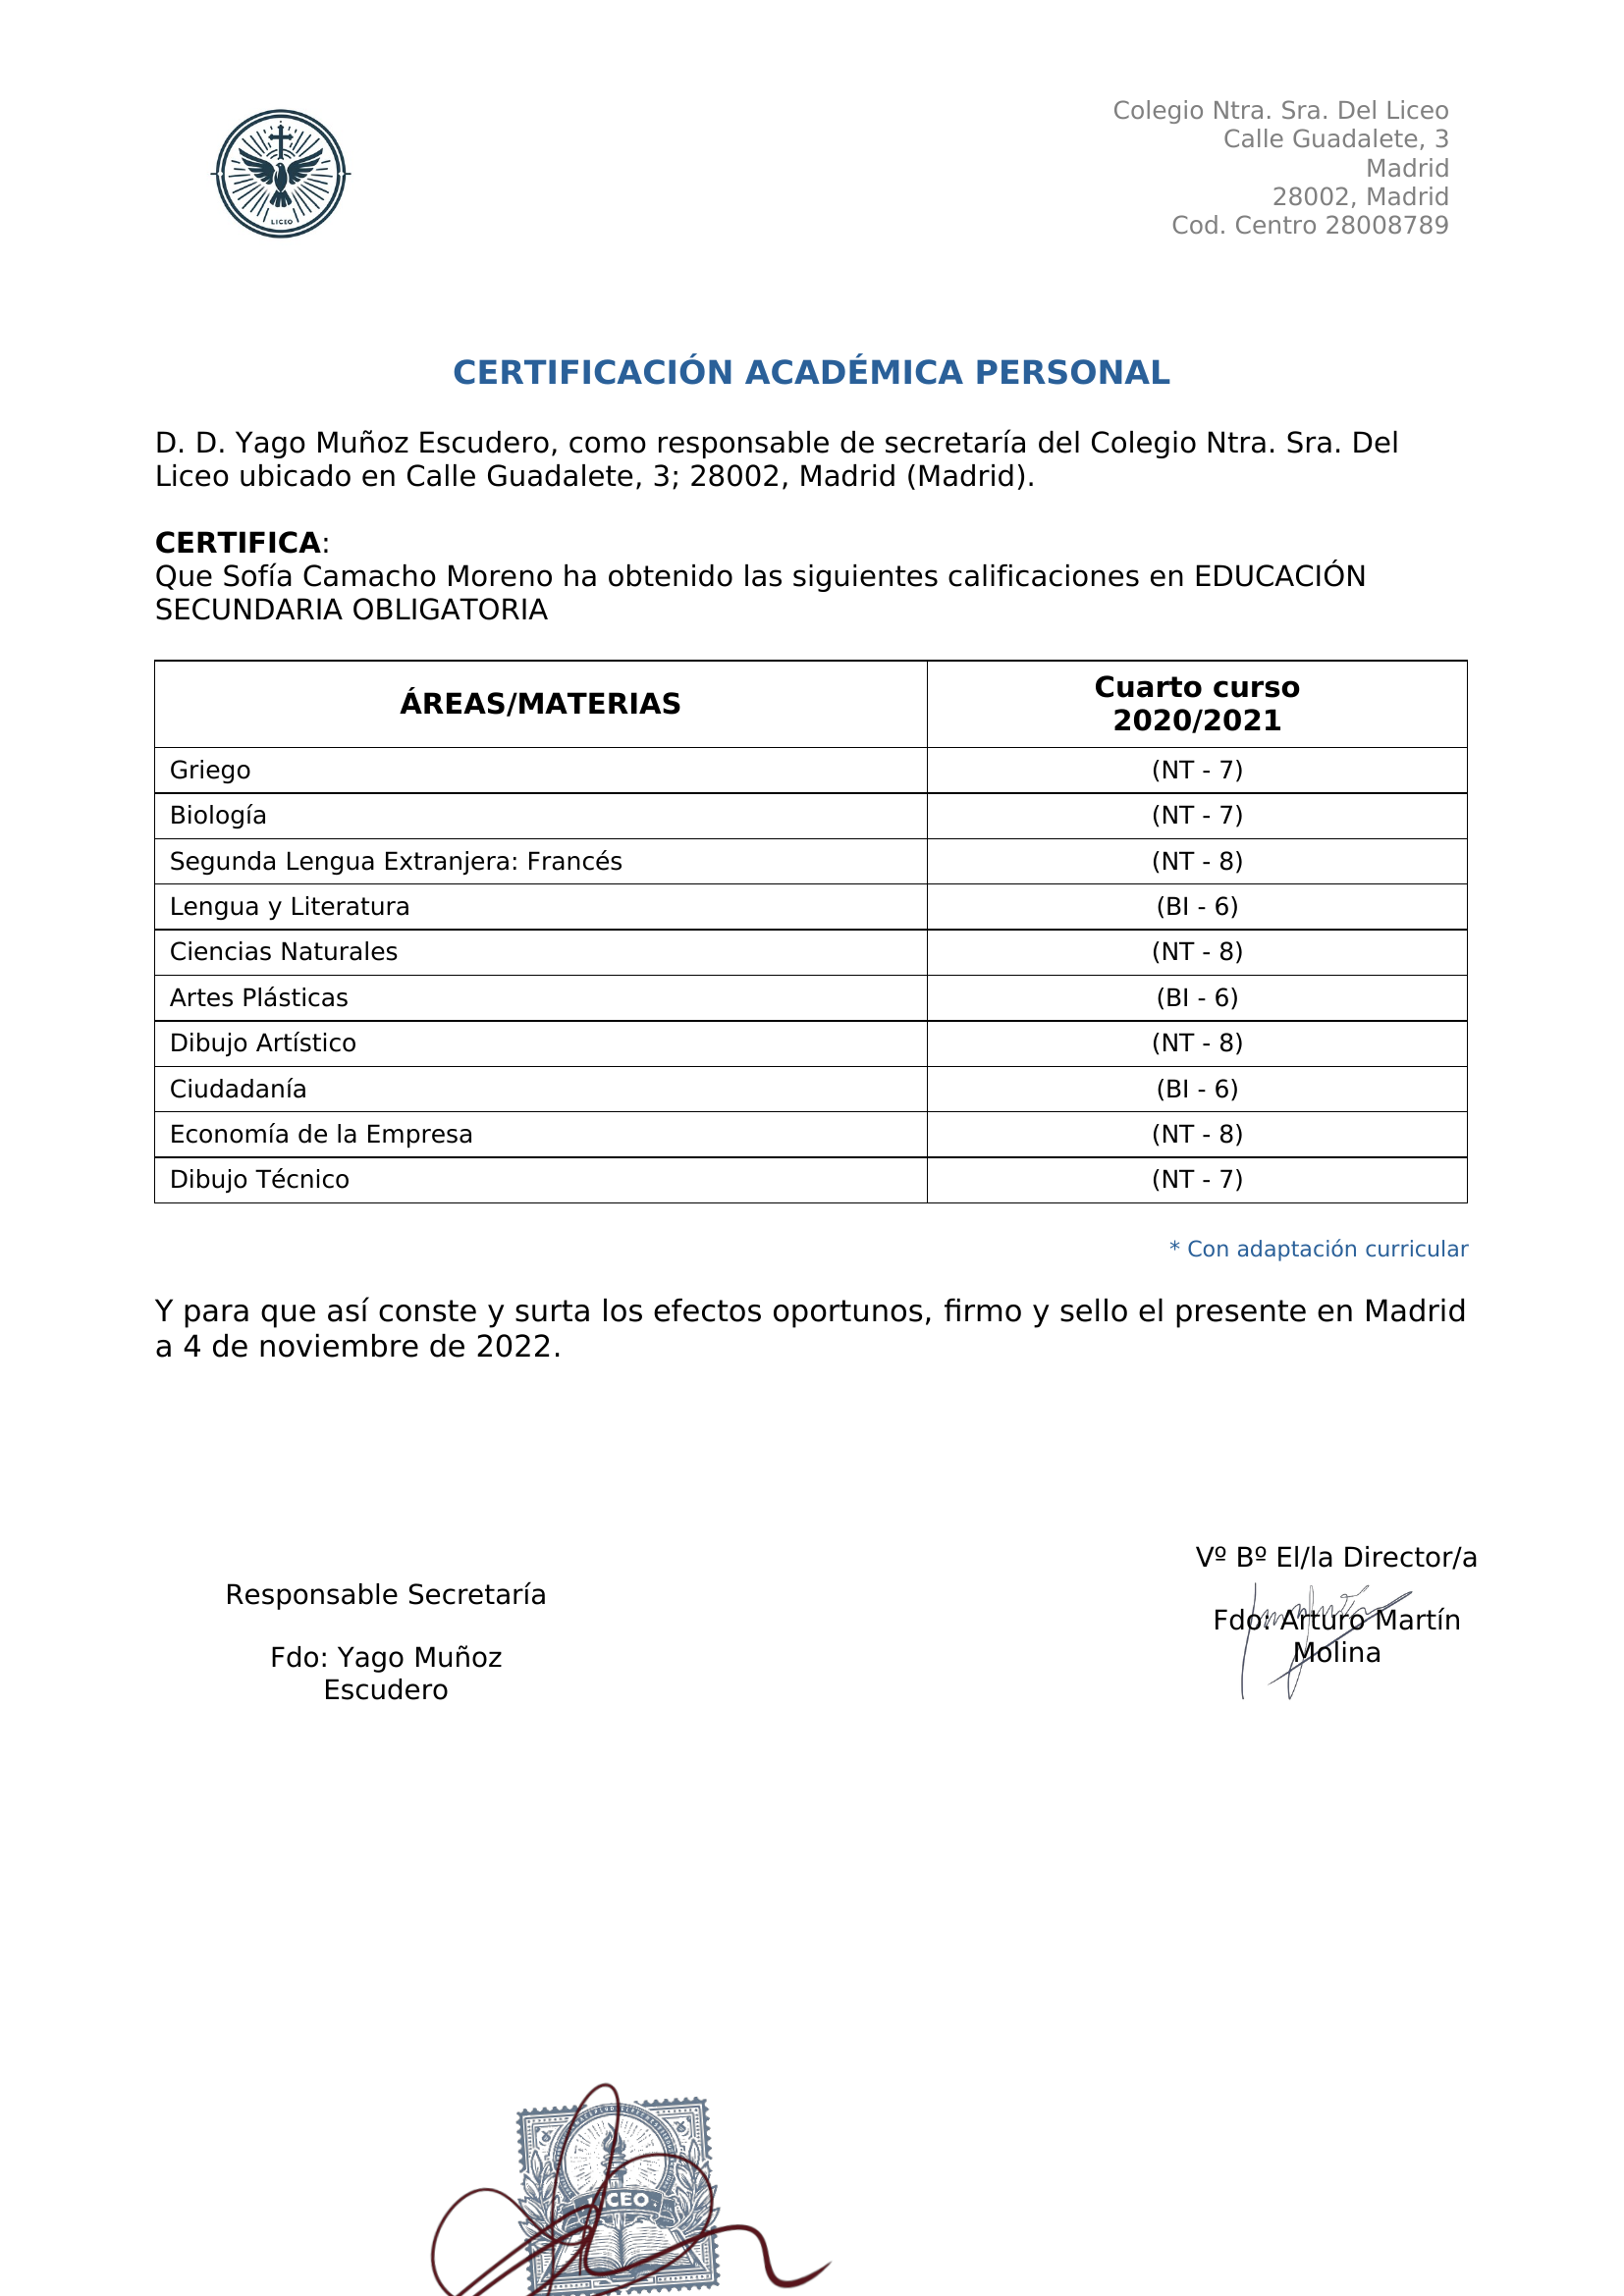 LICEO
Colegio Ntra. Sra. Del Liceo
Calle Guadalete, 3
Madrid
28002, Madrid
Cod. Centro 28008789
CERTIFICACIÓN ACADÉMICA PERSONAL
D. D. Yago Muñoz Escudero, como responsable de secretaría del Colegio Ntra. Sra. Del
Liceo ubicado en Calle Guadalete, 3; 28002, Madrid (Madrid).
CERTIFICA:
Que Sofía Camacho Moreno ha obtenido las siguientes calificaciones en EDUCACIÓN
SECUNDARIA OBLIGATORIA
ÁREAS/MATERIAS Cuarto curso
2020/2021
Griego (NT - 7)
Biología (NT - 7)
Segunda Lengua Extranjera: Francés (NT - 8)
Lengua y Literatura (BI - 6)
Ciencias Naturales (NT - 8)
Artes Plásticas (BI - 6)
Dibujo Artístico (NT - 8)
Ciudadanía (BI - 6)
Economía de la Empresa (NT - 8)
Dibujo Técnico (NT - 7)
* Con adaptación curricular
Y para que así conste y surta los efectos oportunos, firmo y sello el presente en Madrid
a 4 de noviembre de 2022.
Responsable Secretaría
Fdo: Yago Muñoz
Escudero
Vº Bº El/la Director/a
Fdo: Arturo Martín
Molina